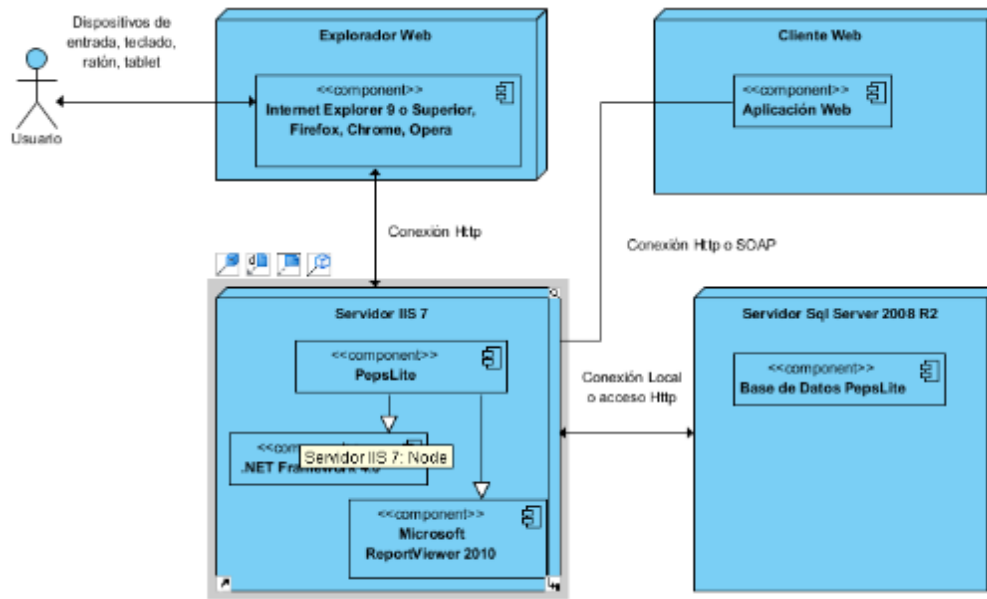 Dispositivos de
entrada, teclado,
ratón, tablet
Usuario
Explorador Web
<<component>>
Internet Explorer 9 o Superior,
Firefox, Chrome, Opera
Cliente Web
<<component>>
Aplicación Web
Conexión Http
Conexión Http o SOAP
Servidor IIS 7
<<component>>
PepsLite
.NET Framework 4.0
Servidor IIS 7: Node
<<component>>
Microsoft
ReportViewer 2010
Conexión Local
o acceso Http
Servidor Sql Server 2008 R2
<<component>>
Base de Datos PepsLite